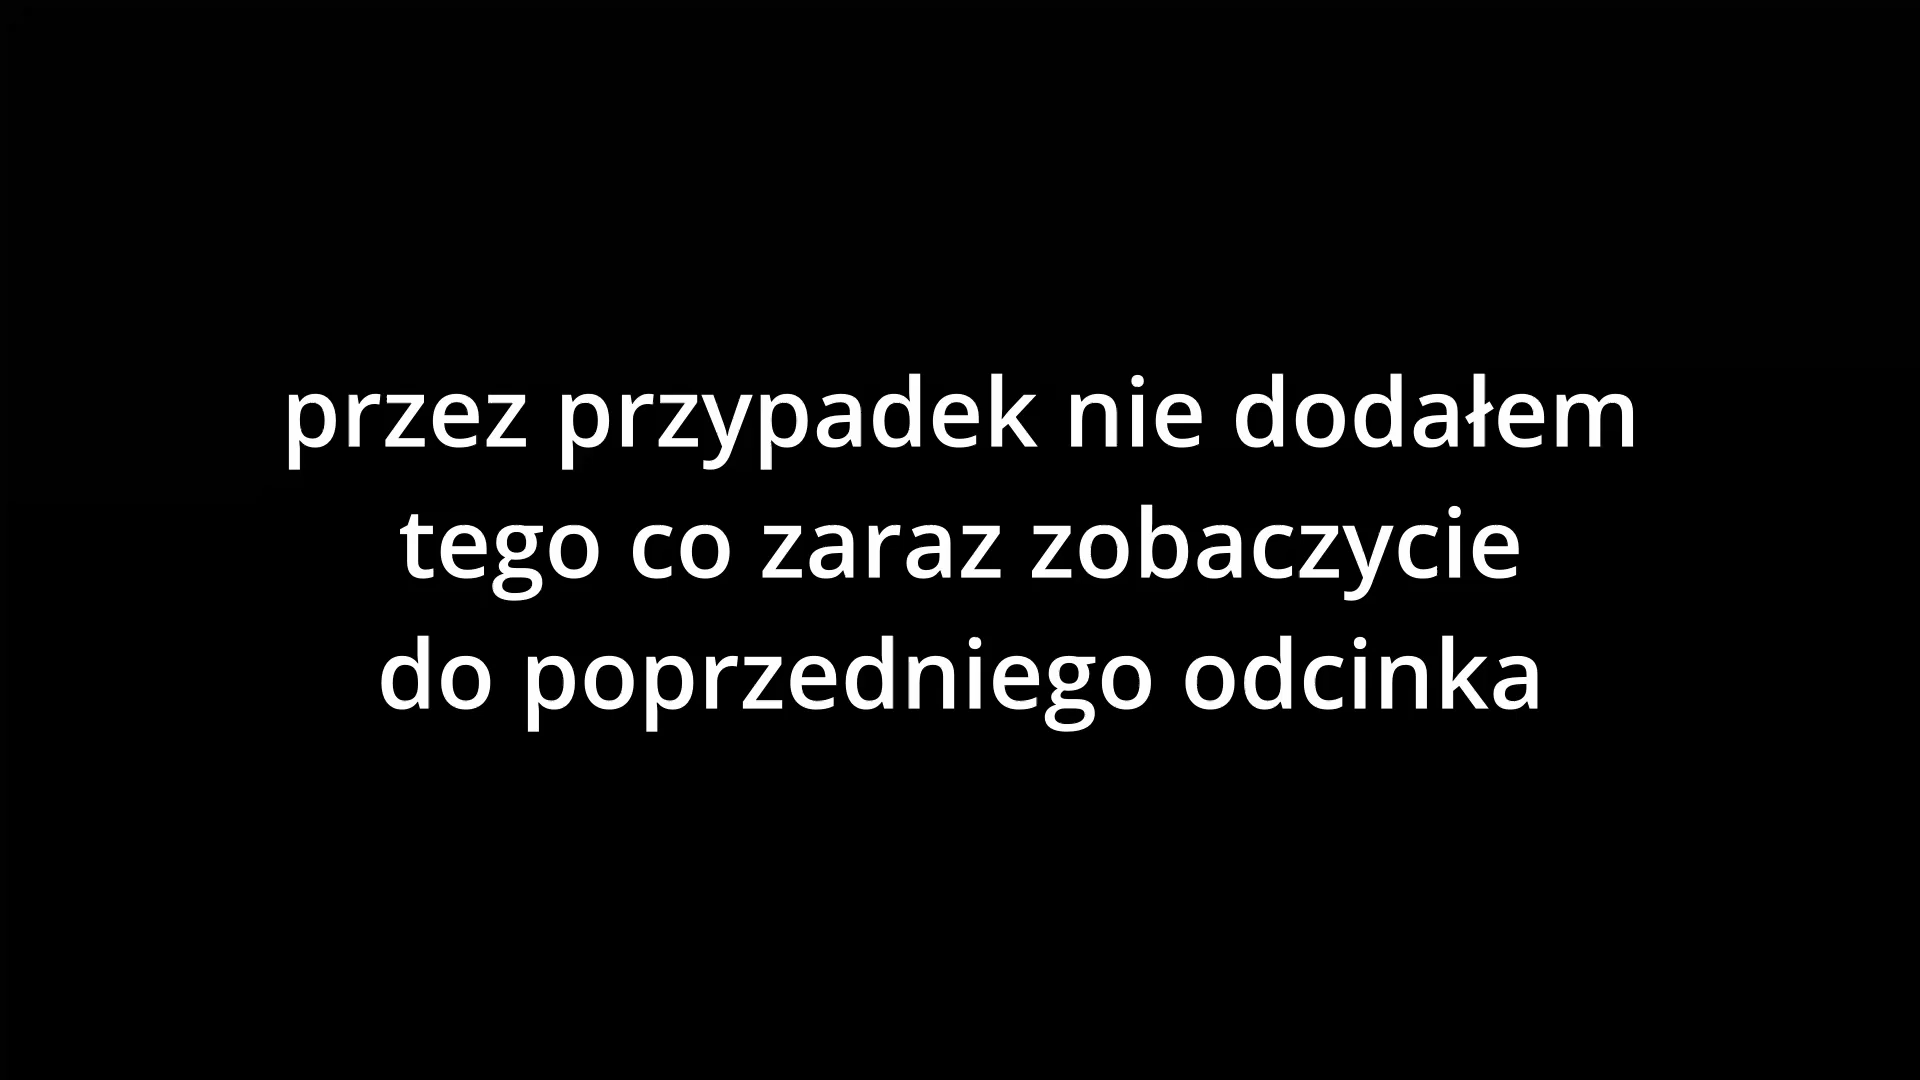 przez przypadek nie dodałem
tego co zaraz zobaczycie
do poprzedniego odcinka